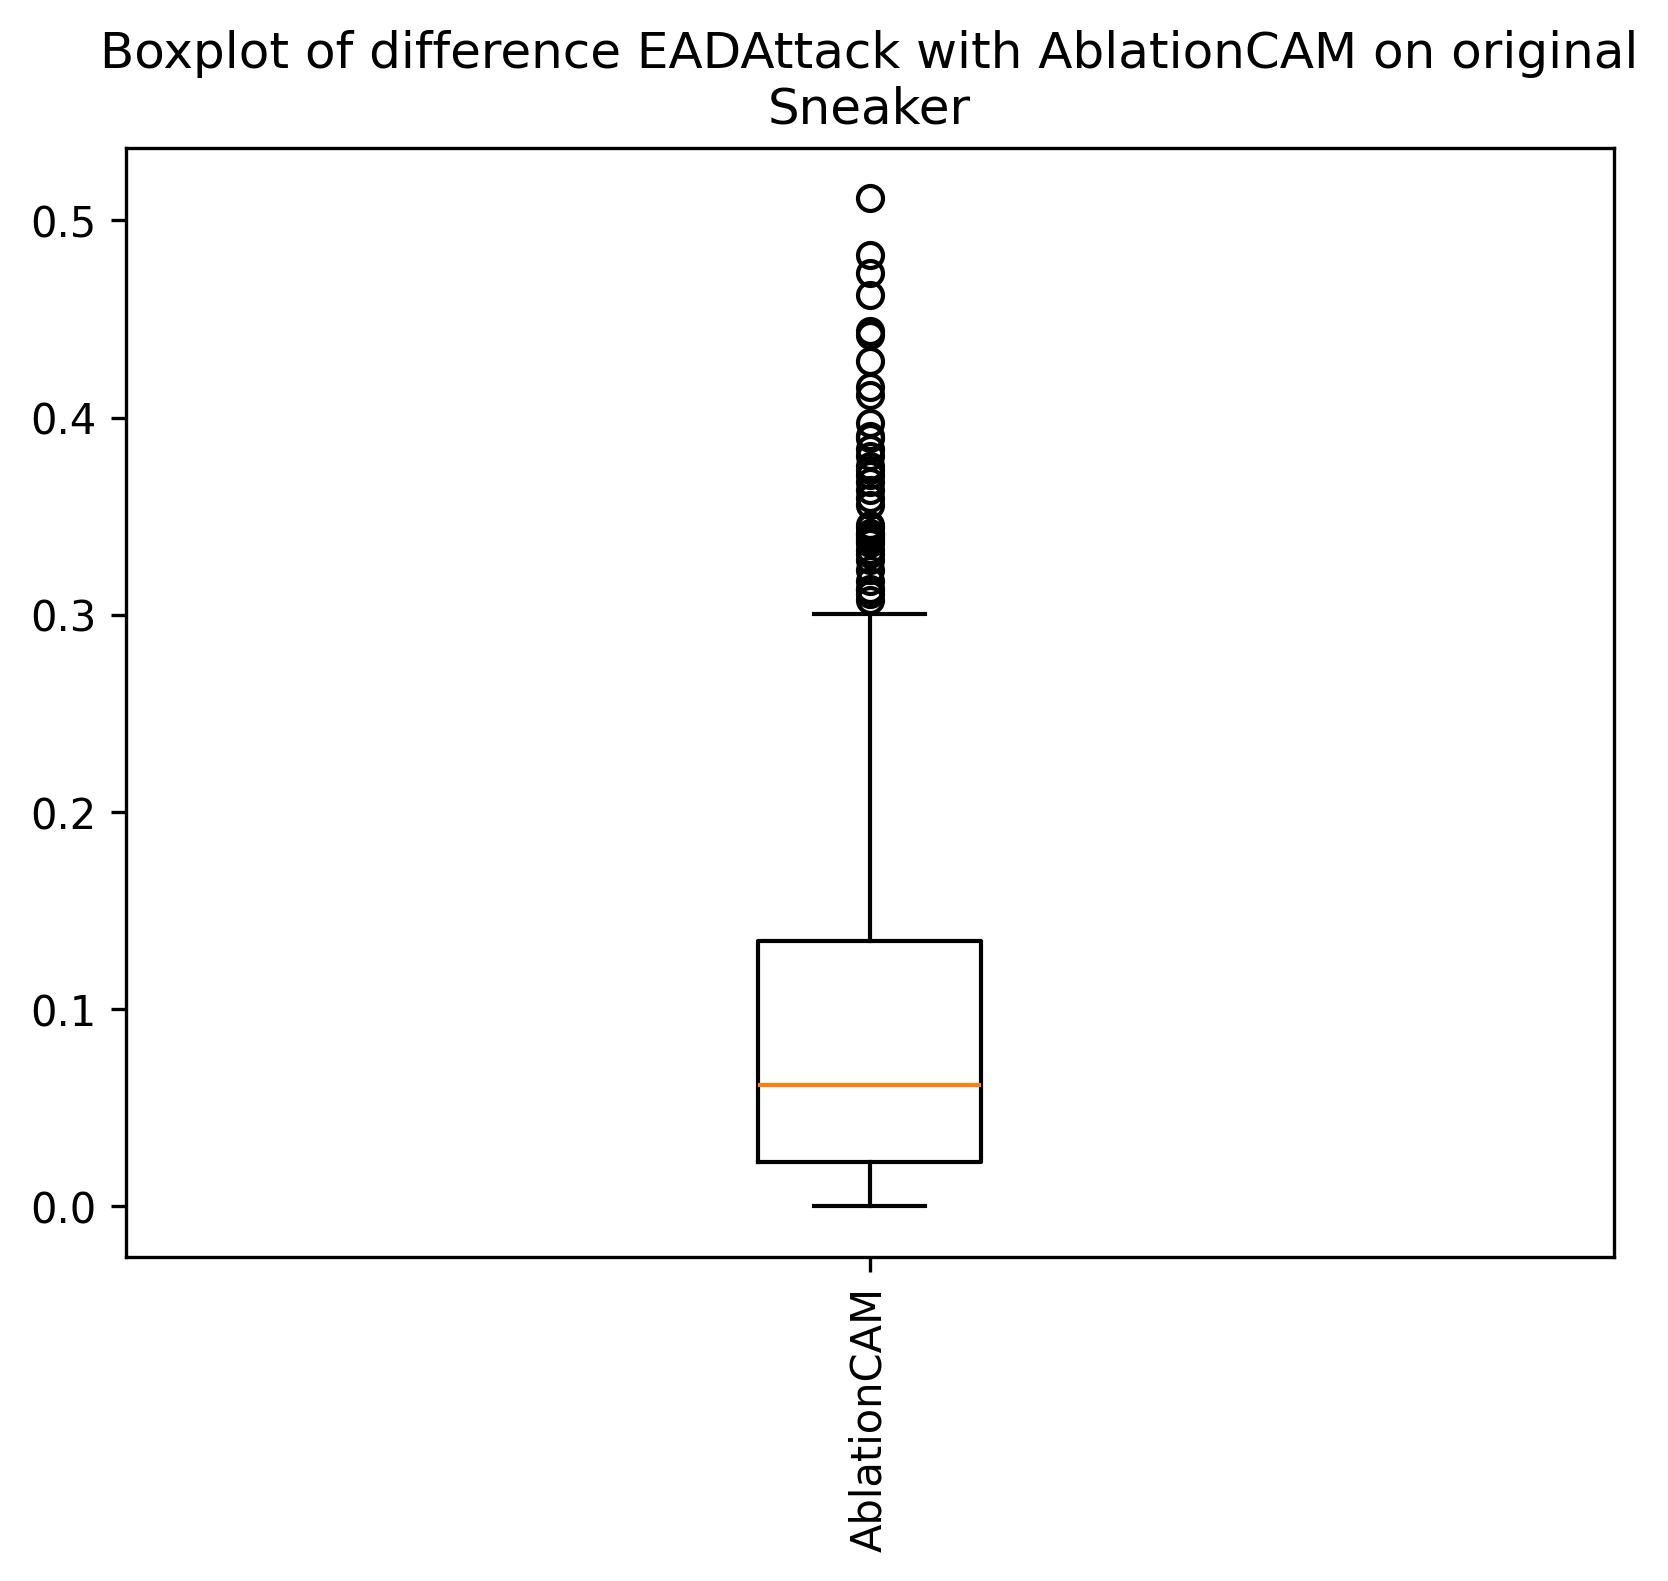 Boxplot of difference EADAttack with AblationCAM on original
Sneaker
0.5
0.4
0.3
0.2
0.1
0.0
AblationCAM